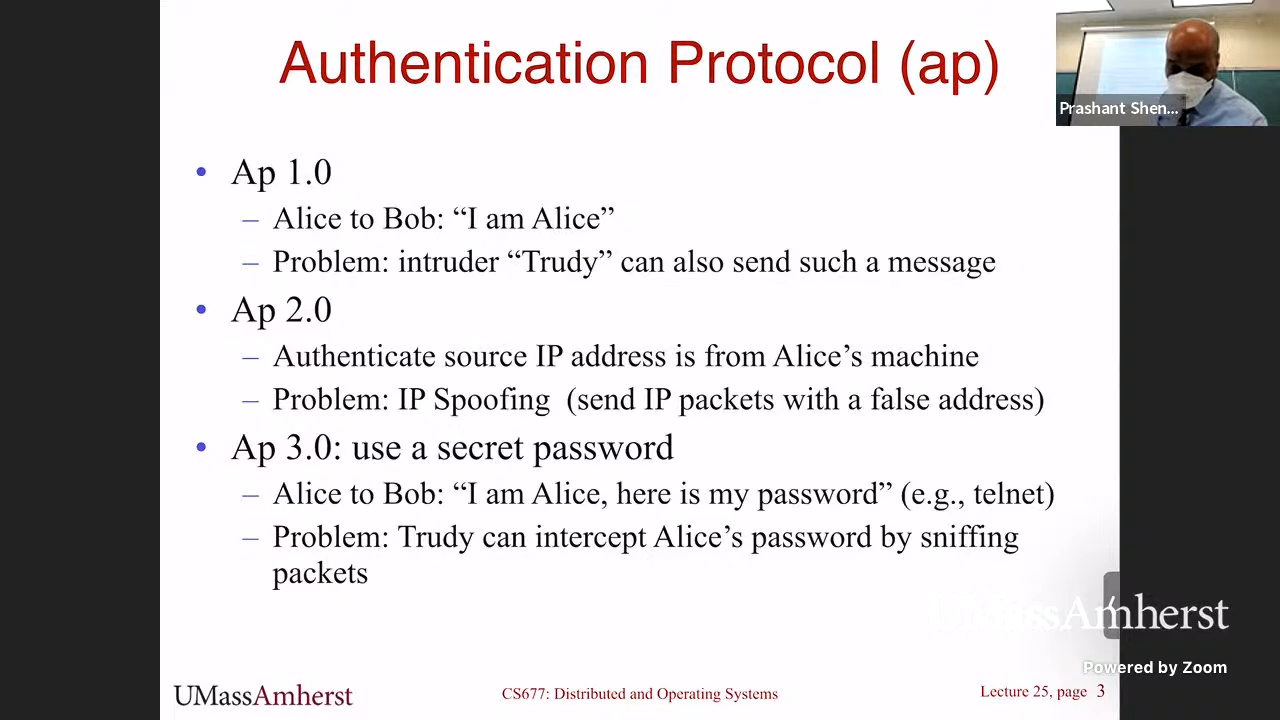 Authentication Protocol (ap)
Prashant Shen...
• Ap 1.0
– Alice to Bob: “I am Alice”
– Problem: intruder “Trudy” can also send such a message
• Ap 2.0
– Authenticate source IP address is from Alice’s machine
– Problem: IP Spoofing (send IP packets with a false address)
• Ap 3.0: use a secret password
– Alice to Bob: “I am Alice, here is my password” (e.g., telnet)
– Problem: Trudy can intercept Alice’s password by sniffing
packets
UMassAmherst
Powered by Zoom
UMassAmherst
CS677: Distributed and Operating Systems
Lecture 25, page 3